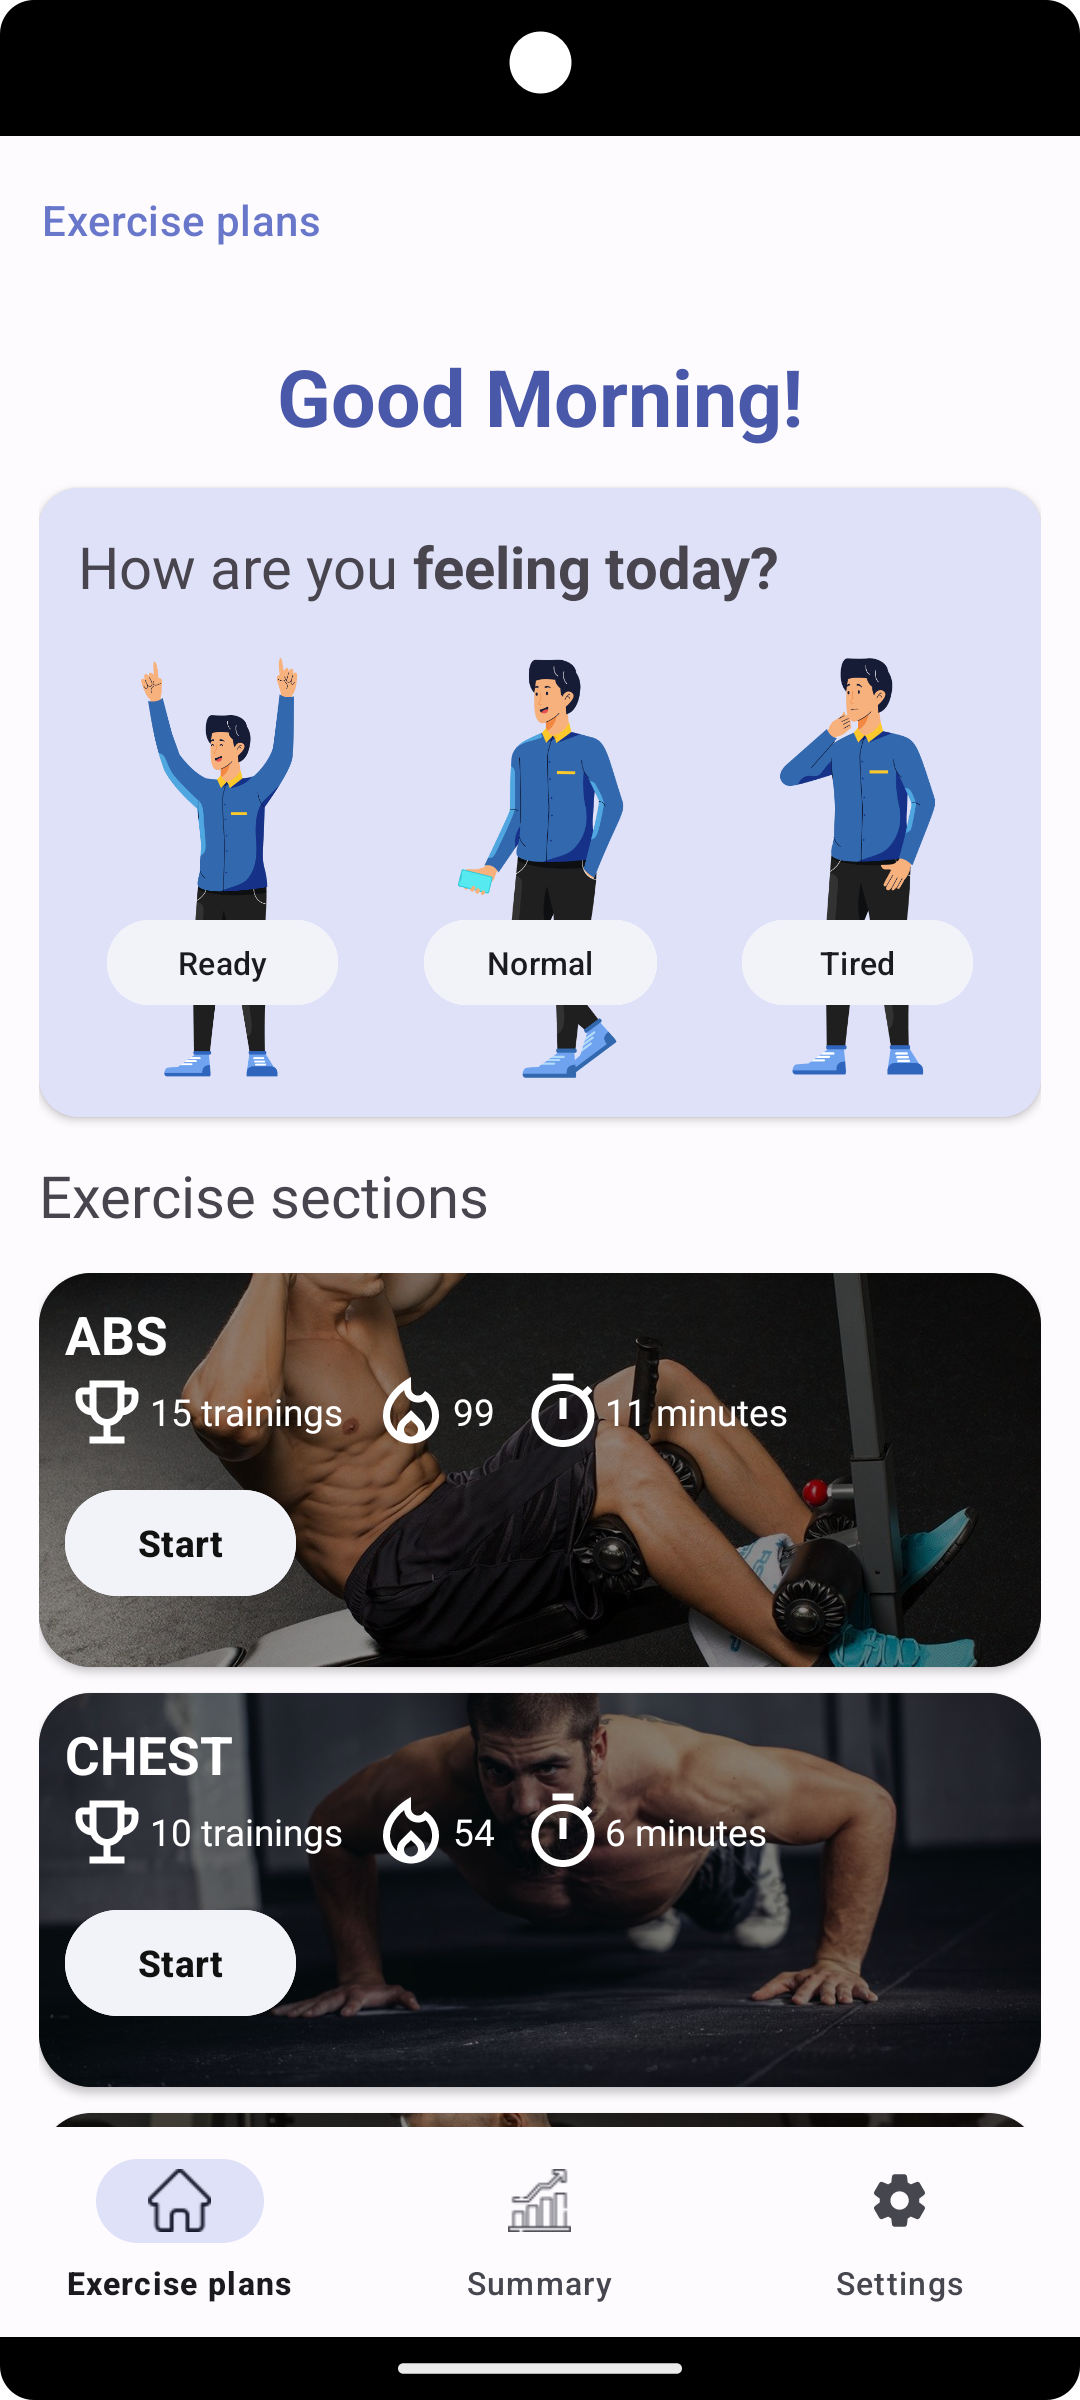 Exercise plans
Good Morning!
How are you feeling today?
Ready
Normal
Tired
Exercise sections
ABS
15 trainings 99 11 minutes
Start
CHEST
10 trainings 54 6 minutes
Start
Exercise plans
Summary
Settings